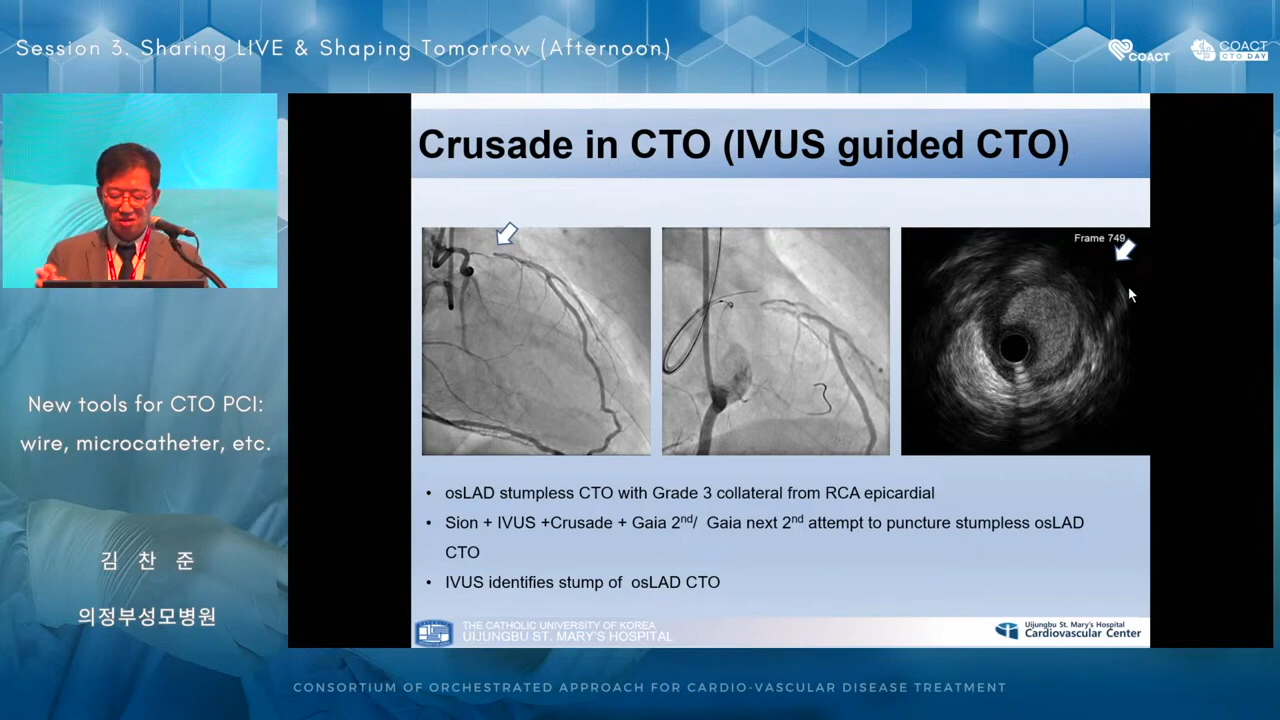 Session 3. Sharing LIVE & Shaping Tomorrow (Afternoon)
COACT
COACT
CTO DAY
Crusade in CTO (IVUS guided CTO)
Frame 749
New tools for CTO PCI:
wire, microcatheter, etc.
김 찬 준
의정부성모병원
• osLAD stumpless CTO with Grade 3 collateral from RCA epicardial
• Sion + IVUS +Crusade + Gaia 2nd/ Gaia next 2nd attempt to puncture stumpless osLAD
CTO
• IVUS identifies stump of osLAD CTO
THE CATHOLIC UNIVERSITY OF KOREA
UIJUNGBU ST. MARY'S HOSPITAL
Uijungbu St. Mary's Hospital
Cardiovascular Center
CONSORTIUM OF ORCHESTRATED APPROACH FOR CARDIO-VASCULAR DISEASE TREATMENT